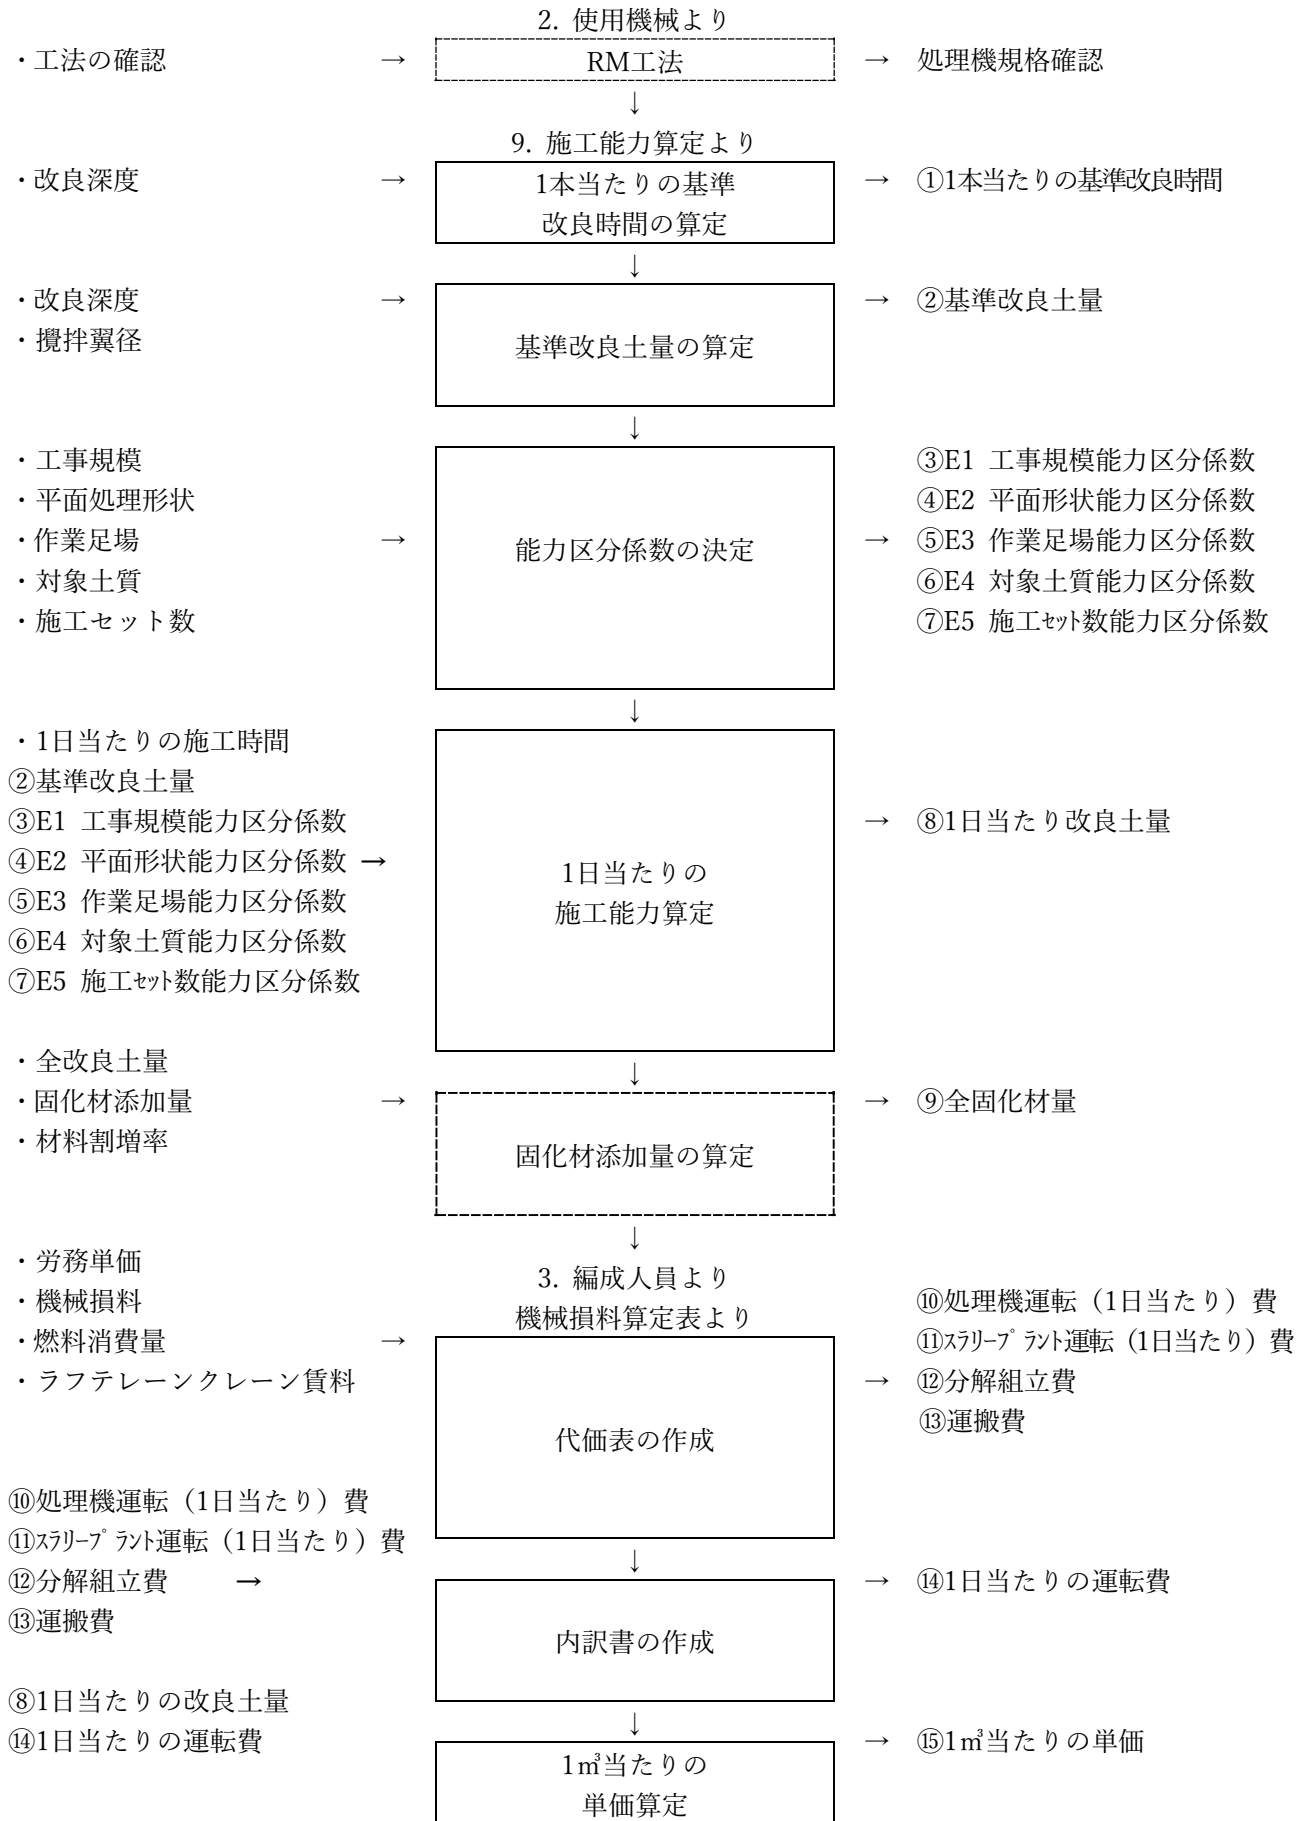 2. 使用機械より
・工法の確認 → RM工法 → 処理機規格確認
↓
9. 施工能力算定より
・改良深度 → 1本当たりの基準 → ①1本当たりの基準改良時間
改良時間の算定
↓
・改良深度 → → ②基準改良土量
・攪拌翼径
基準改良土量の算定
↓
・工事規模 ③E1 工事規模能力区分係数
・平面処理形状 ④E2 平面形状能力区分係数
・作業足場 → 能力区分係数の決定 → ⑤E3 作業足場能力区分係数
・対象土質 ⑥E4 対象土質能力区分係数
・施工セット数 ⑦E5 施工ｾｯﾄ数能力区分係数
↓
・1日当たりの施工時間
②基準改良土量
③E1 工事規模能力区分係数 → ⑧1日当たり改良土量
④E2 平面形状能力区分係数 →
1日当たりの
⑤E3 作業足場能力区分係数
施工能力算定
⑥E4 対象土質能力区分係数
⑦E5 施工ｾｯﾄ数能力区分係数
・全改良土量
↓
・固化材添加量 → → ⑨全固化材量
・材料割増率
固化材添加量の算定
↓
・労務単価
3. 編成人員より
・機械損料 ⑩処理機運転（1日当たり）費
機械損料算定表より
・燃料消費量 → ⑪ｽﾗﾘｰﾌﾟﾗﾝﾄ運転（1日当たり）費
・ラフテレーンクレーン賃料 → ⑫分解組立費
⑬運搬費
代価表の作成
⑩処理機運転（1日当たり）費
⑪ｽﾗﾘｰﾌﾟﾗﾝﾄ運転（1日当たり）費
↓
⑫分解組立費 → → ⑭1日当たりの運転費
⑬運搬費
内訳書の作成
⑧1日当たりの改良土量
↓
⑭1日当たりの運転費 → ⑮1㎥当たりの単価
1㎥当たりの
単価算定